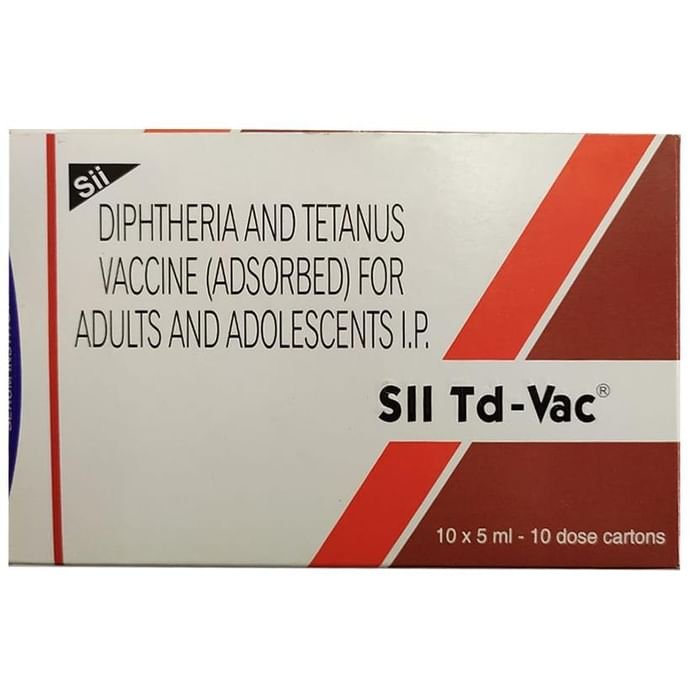 Sii
DIPHTHERIA AND TETANUS
VACCINE (ADSORBED) FOR
ADULTS AND ADOLESCENTS I.P.
SII Td-Vac®
10 x 5 ml - 10 dose cartons